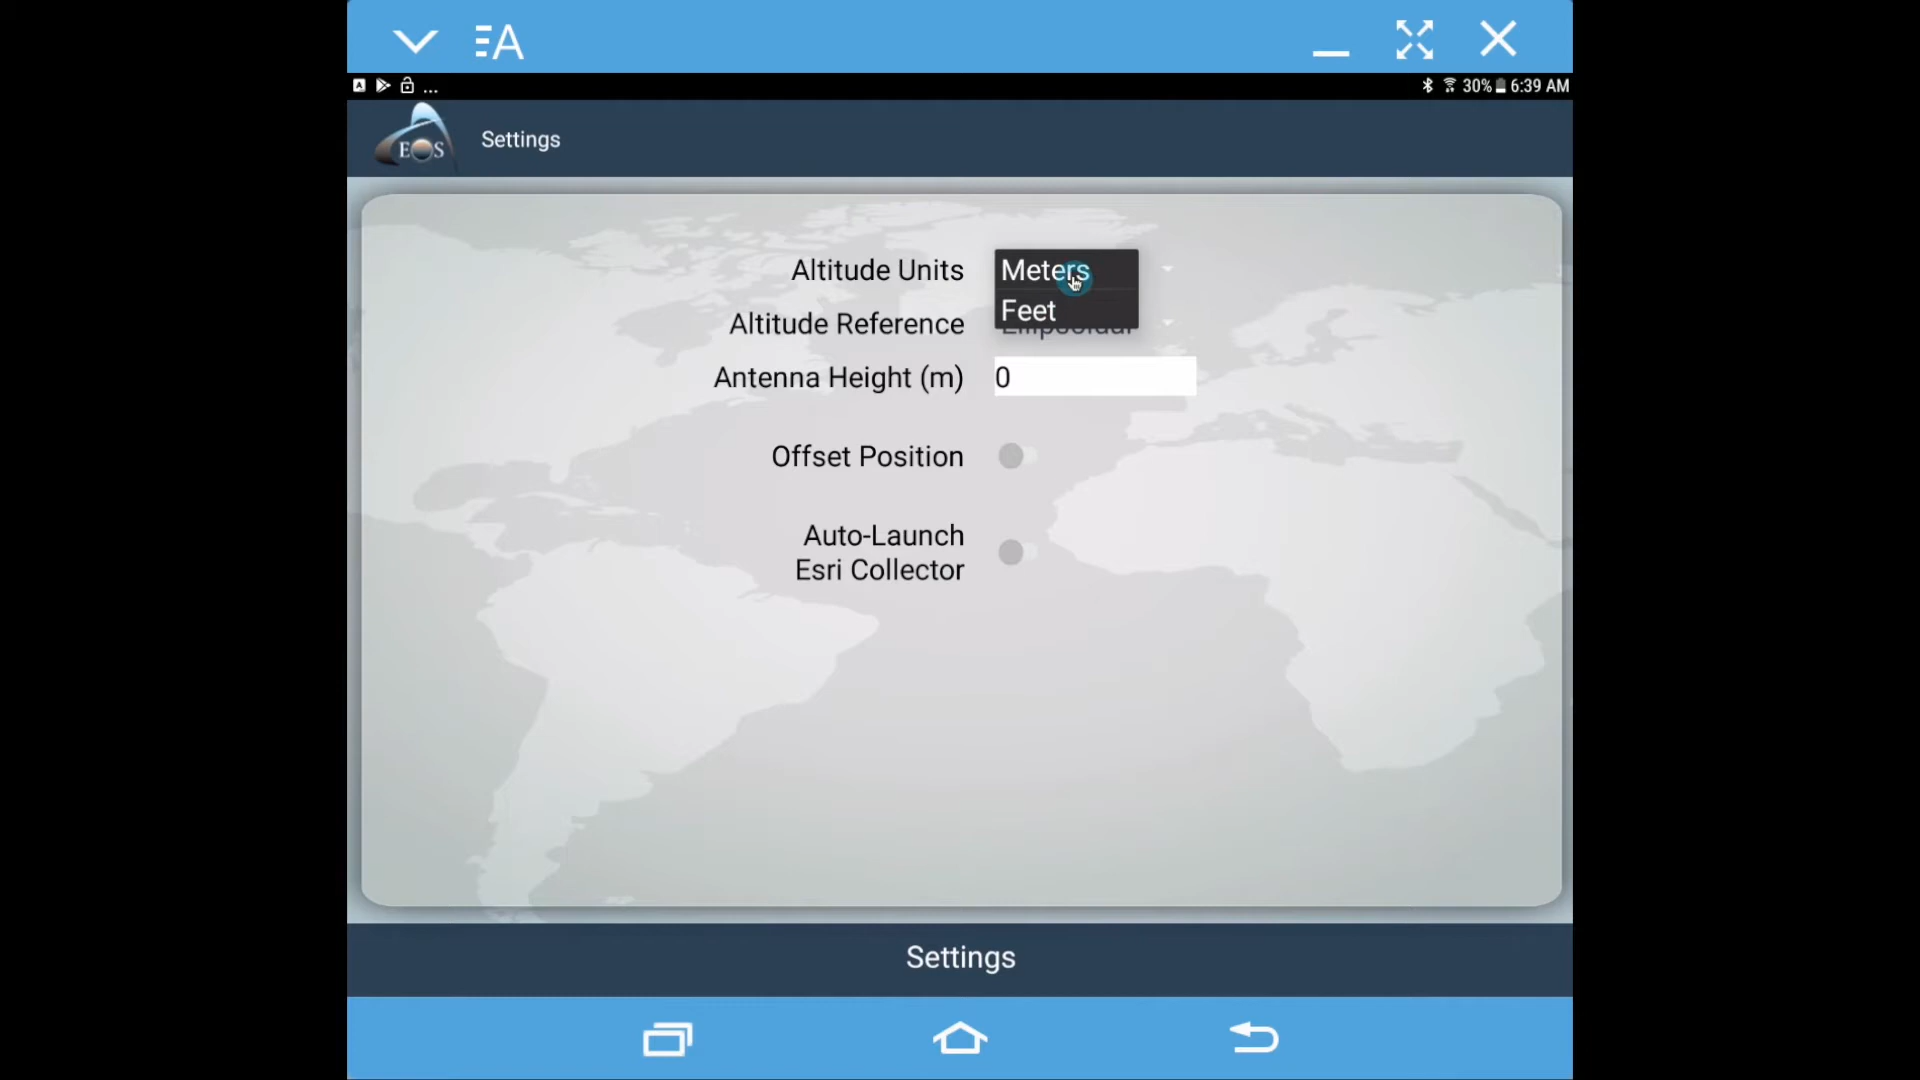 A
30% 6:39 AM
EOS Settings
Altitude Units Meters
Feet
Altitude Reference Ellipsoidal
Antenna Height (m) 0
Offset Position
Auto-Launch
Esri Collector
Settings